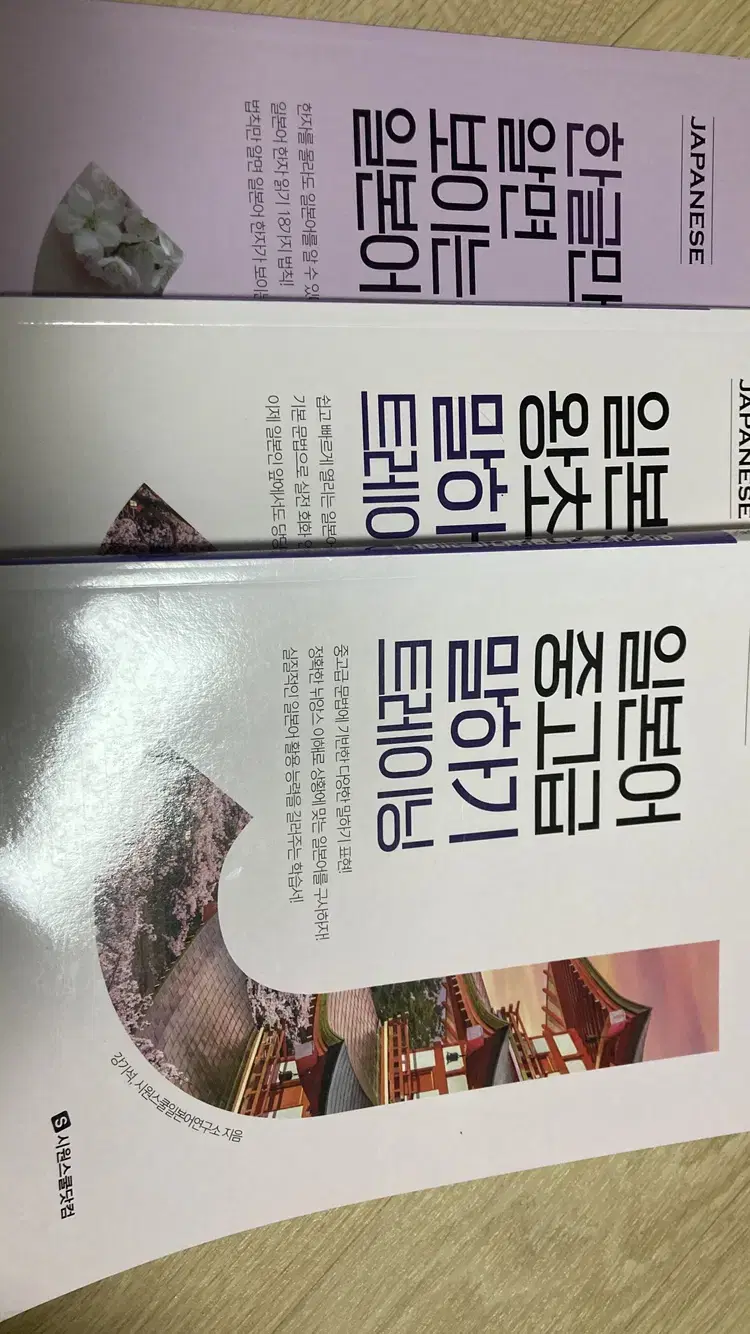 JAPANESE
한글만
알면
보이는
일본어
한자를 몰라도 일본어를 알 수 있
일본어 한자 읽기 187가지 법칙!
법칙만 알면 일본어 한자가 보이는
JAPANESE
일본
왕초
말하
트레이
쉽고 빠르게 열리는 일본어
기본 문법으로 실전 회화
이제 일본인 앞에서도 당당
일본어
중고급
말하기
트레이닝
중고급 문법에 기반한 다양한 말하기 표현!
정확한 뉘앙스 이해로 상황에 맞는 일본어를 구사하자!
실질적인 일본어 활용 능력을 길러주는 학습서!
강기석, 시원스쿨일본어연구소 지음
S 시원스쿨닷컴